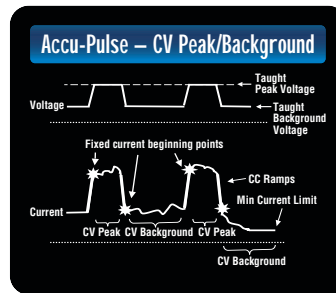 Accu-Pulse – CV Peak/Background
Taught
Peak Voltage
Voltage
Taught
Background
Voltage
Fixed current beginning points
CC Ramps
Min Current Limit
Current
CV Peak CV Background CV Peak
CV Background